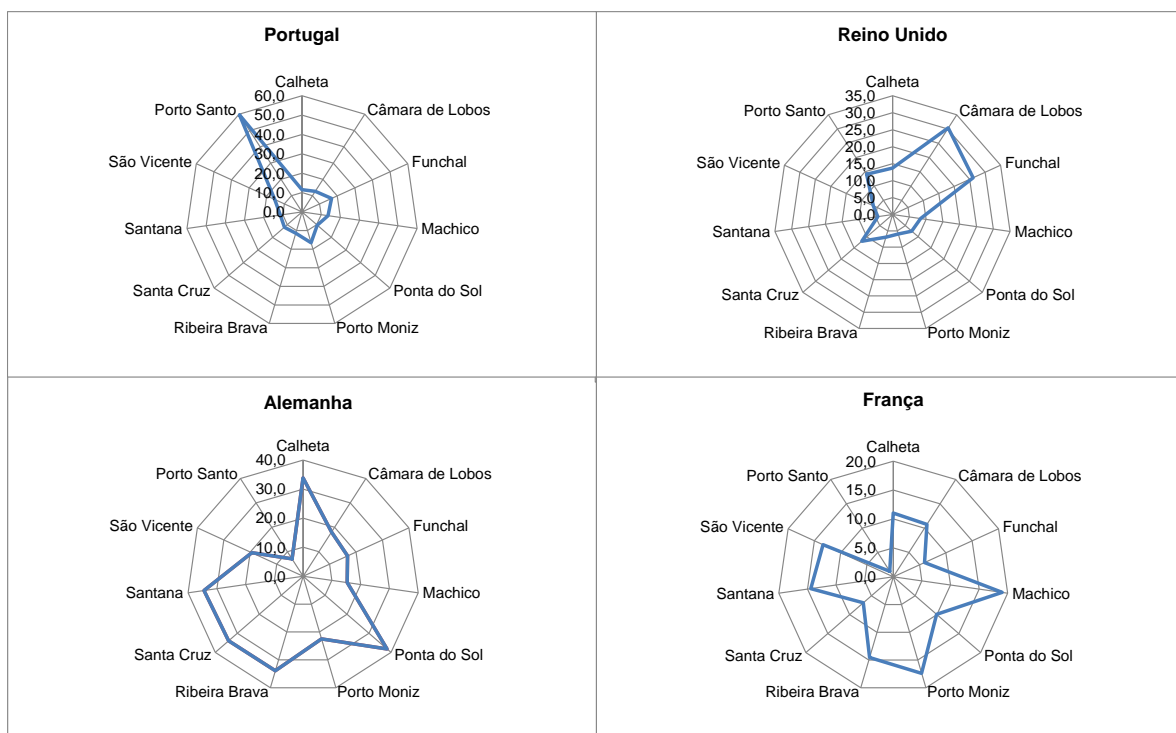 Portugal
Calheta
Câmara de Lobos
Funchal
Machico
Ponta do Sol
Porto Moniz
Ribeira Brava
Santa Cruz
Santana
São Vicente
Porto Santo
60,0
50,0
40,0
30,0
20,0
10,0
0,0
Reino Unido
Calheta
Câmara de Lobos
Funchal
Machico
Ponta do Sol
Porto Moniz
Ribeira Brava
Santa Cruz
Santana
São Vicente
Porto Santo
35,0
30,0
25,0
20,0
15,0
10,0
5,0
0,0
Alemanha
Calheta
Câmara de Lobos
Funchal
Machico
Ponta do Sol
Porto Moniz
Ribeira Brava
Santa Cruz
Santana
São Vicente
Porto Santo
40,0
30,0
20,0
10,0
0,0
França
Calheta
Câmara de Lobos
Funchal
Machico
Ponta do Sol
Porto Moniz
Ribeira Brava
Santa Cruz
Santana
São Vicente
Porto Santo
20,0
15,0
10,0
5,0
0,0